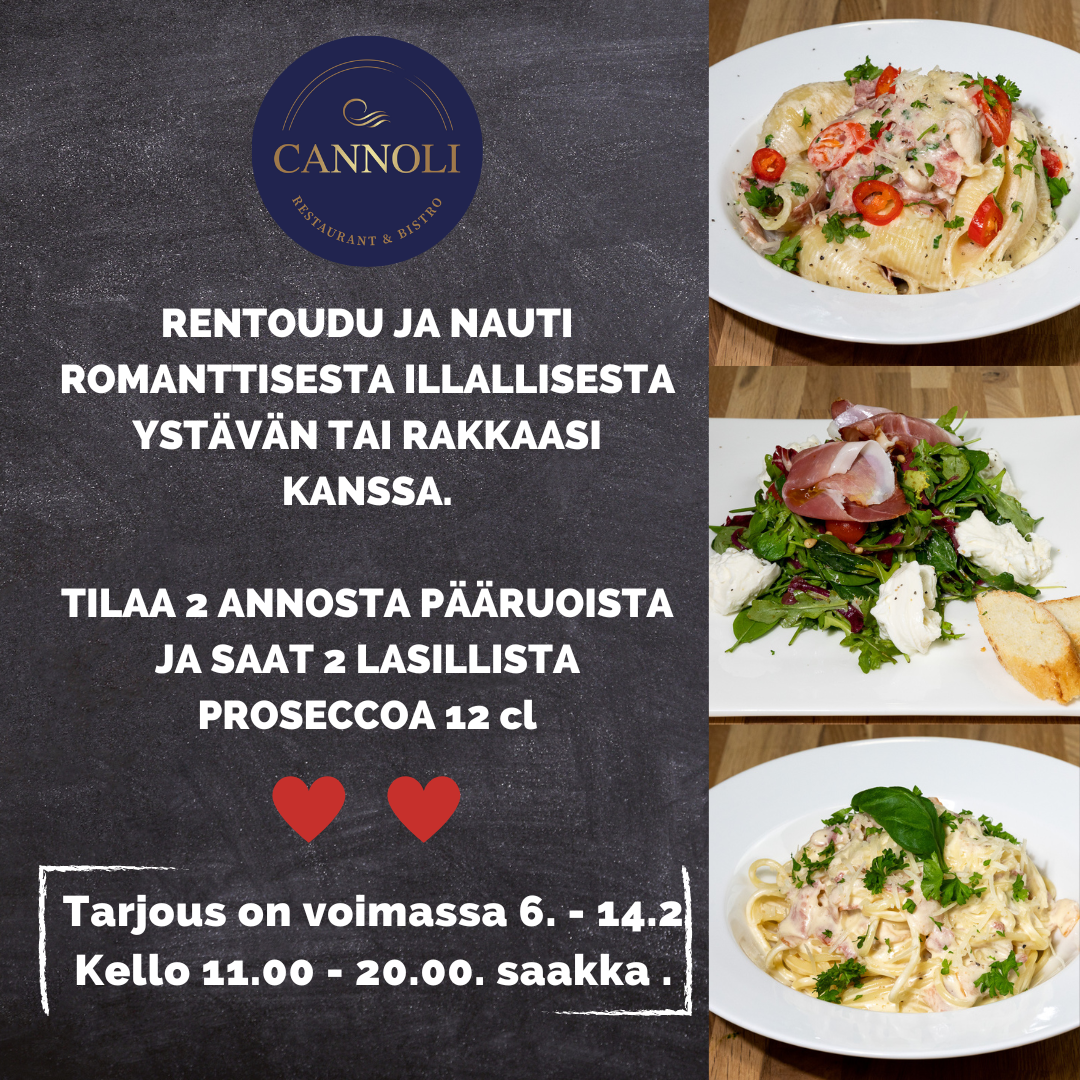 CANNOLI
RESTAURANT & BISTRO
RENTOUDU JA NAUTI
ROMANTTISESTA ILLALLISESTA
YSTÄVÄN TAI RAKKAASI
KANSSA.
TILAA 2 ANNOSTA PÄÄRUOISTA
JA SAAT 2 LASILLISTA
PROSECCOA 12 cl
Tarjous on voimassa 6. - 14.2
Kello 11.00 - 20.00. saakka .